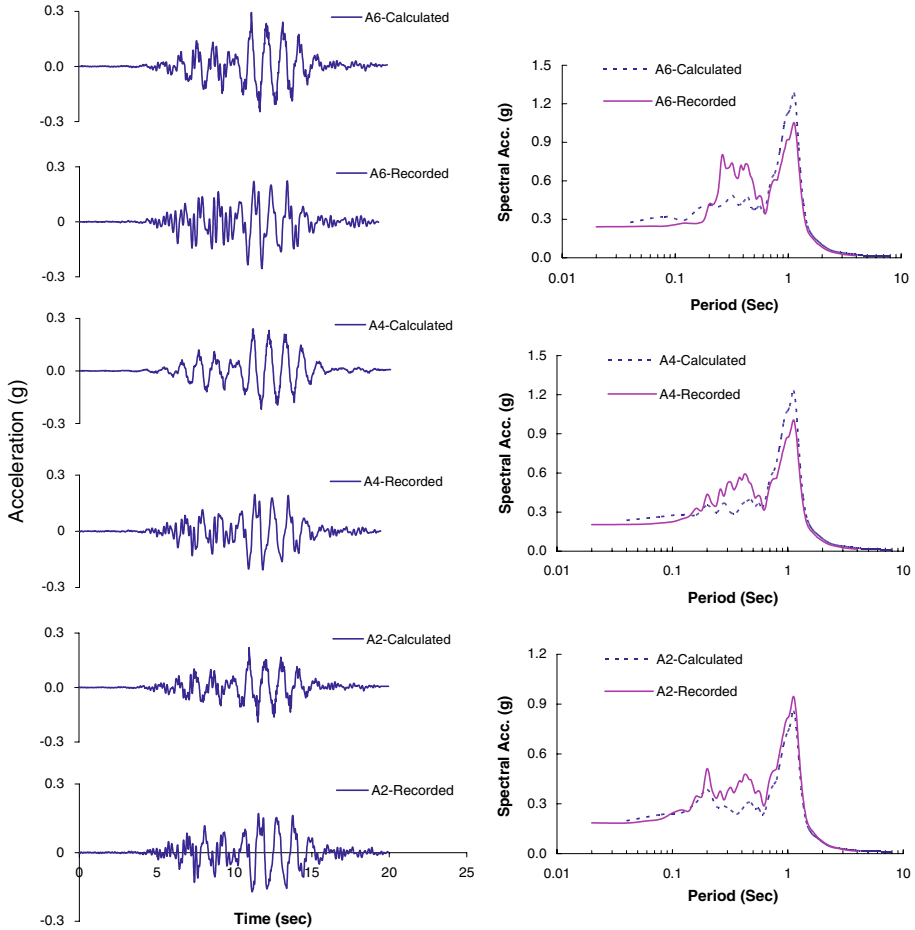 Acceleration (g)
0.3
0.0
-0.3
A6-Calculated
0.3
0
-0.3
A6-Recorded
0.3
0.0
-0.3
A4-Calculated
0.3
0
-0.3
A4-Recorded
0.3
0.0
-0.3
A2-Calculated
0.3
0
-0.3
A2-Recorded
0 5 10 15 20 25
Time (sec)
Spectral Acc. (g)
1.5
1.2
0.9
0.6
0.3
0.0
A6-Calculated
A6-Recorded
0.01 0.1 1 10
Period (Sec)
Spectral Acc. (g)
1.5
1.2
0.9
0.6
0.3
0.0
A4-Calculated
A4-Recorded
0.01 0.1 1 10
Period (Sec)
Spectral Acc. (g)
1.2
0.9
0.6
0.3
0.0
A2-Calculated
A2-Recorded
0.01 0.1 1 10
Period (Sec)